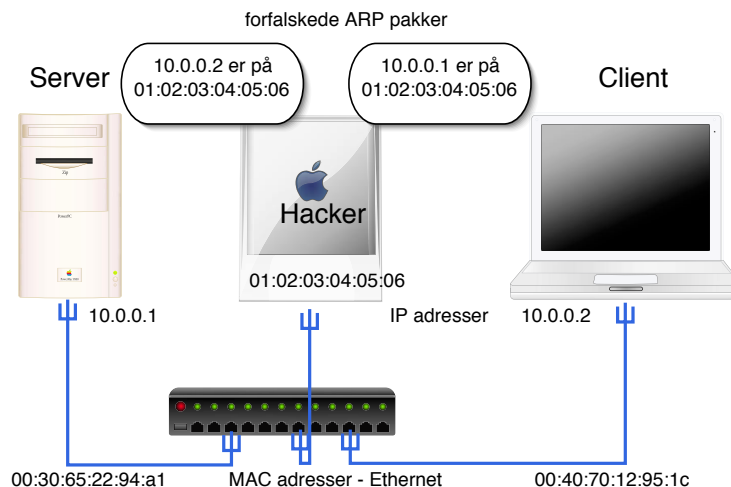 forfalskede ARP pakker
Server
10.0.0.2 er på
01:02:03:04:05:06
10.0.0.1 er på
01:02:03:04:05:06
Client
Zip
Hacker
01:02:03:04:05:06
10.0.0.1
IP adresser
10.0.0.2
00:30:65:22:94:a1
MAC adresser - Ethernet
00:40:70:12:95:1c